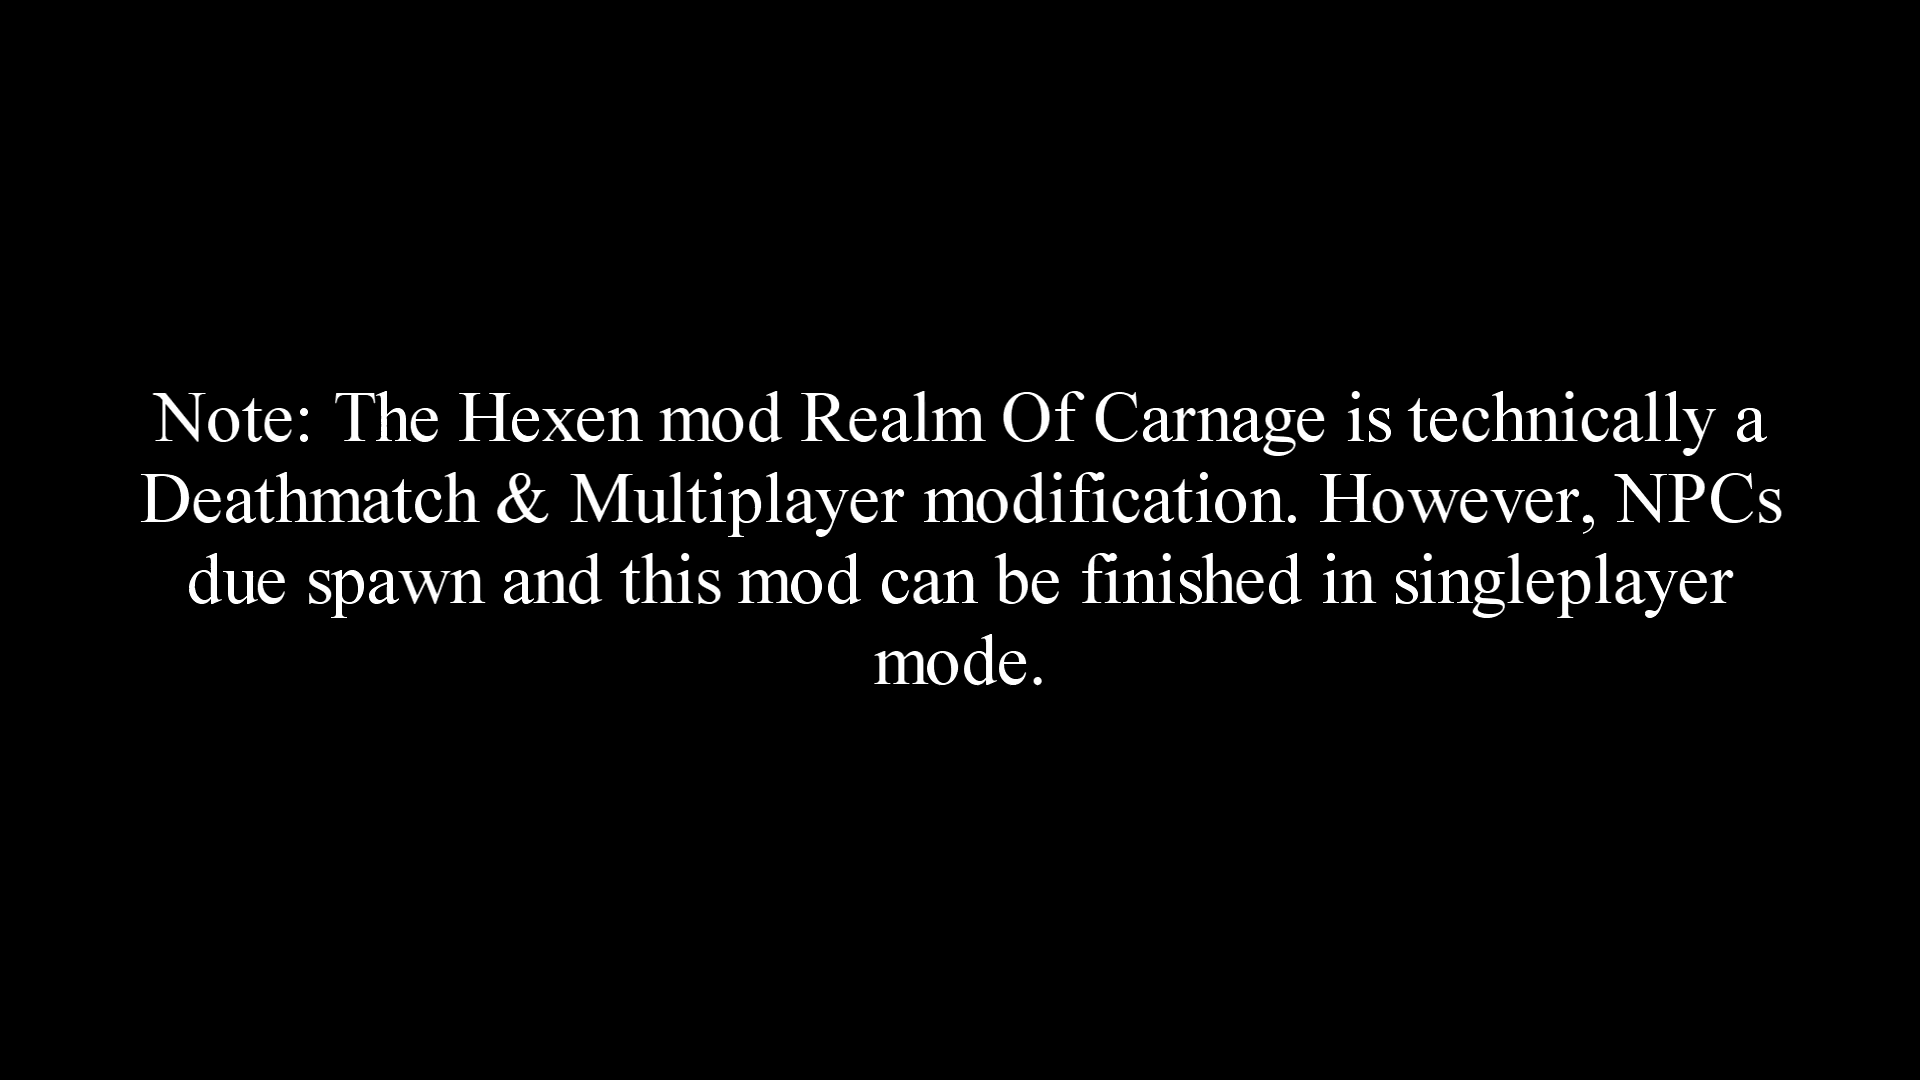 Note: The Hexen mod Realm Of Carnage is technically a
Deathmatch & Multiplayer modification. However, NPCs
due spawn and this mod can be finished in singleplayer
mode.